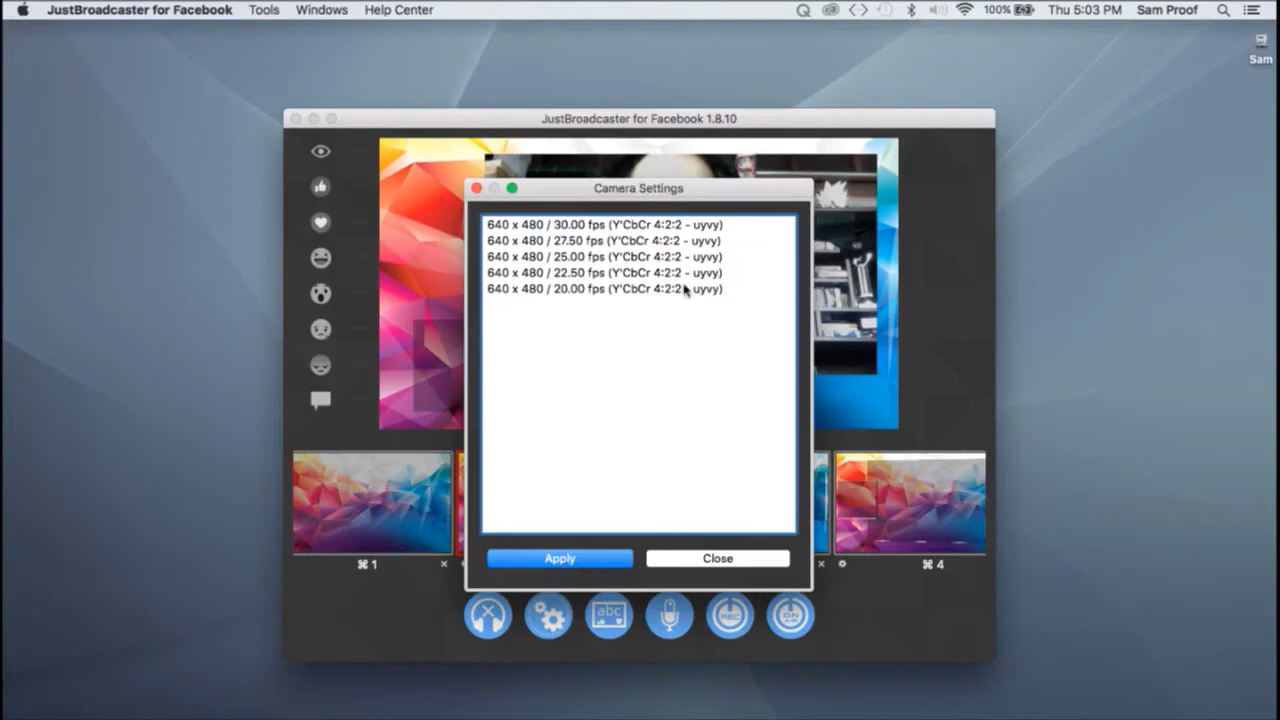 JustBroadcaster for Facebook Tools Windows Help Center 100% Thu 5:03 PM Sam Proof
Sam
JustBroadcaster for Facebook 1.8.10
Camera Settings
640 x 480 / 30.00 fps (Y'CbCr 4:2:2 - uyvy)
640 x 480 / 27.50 fps (Y'CbCr 4:2:2 - uyvy)
640 x 480 / 25.00 fps (Y'CbCr 4:2:2 - uyvy)
640 x 480 / 22.50 fps (Y'CbCr 4:2:2 - uyvy)
640 x 480 / 20.00 fps (Y'CbCr 4:2:2 - uyvy)
Apply Close
⌘1 ⌘4
abc REC ON AIR